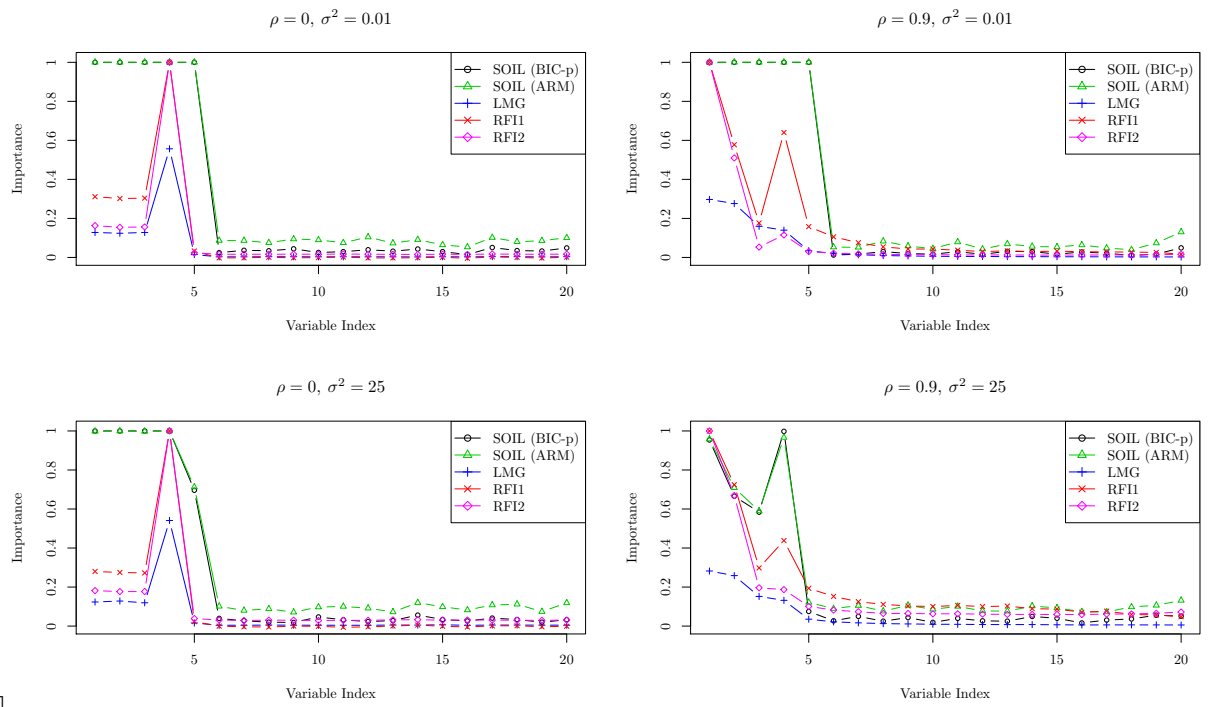 ρ = 0, σ² = 0.01
Importance
1
0.8
0.6
0.4
0.2
0
SOIL (BIC-p)
SOIL (ARM)
LMG
RFI1
RFI2
5
10
15
20
Variable Index
ρ = 0.9, σ² = 0.01
Importance
1
0.8
0.6
0.4
0.2
0
SOIL (BIC-p)
SOIL (ARM)
LMG
RFI1
RFI2
5
10
15
20
Variable Index
ρ = 0, σ² = 25
Importance
1
0.8
0.6
0.4
0.2
0
SOIL (BIC-p)
SOIL (ARM)
LMG
RFI1
RFI2
5
10
15
20
Variable Index
ρ = 0.9, σ² = 25
Importance
1
0.8
0.6
0.4
0.2
0
SOIL (BIC-p)
SOIL (ARM)
LMG
RFI1
RFI2
5
10
15
20
Variable Index
]